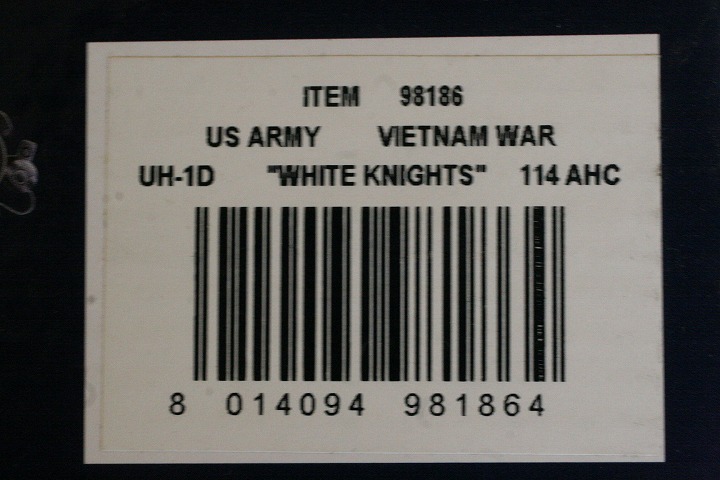 ITEM 98186
US ARMY VIETNAM WAR
UH-1D "WHITE KNIGHTS" 114 AHC
8 014094 981864